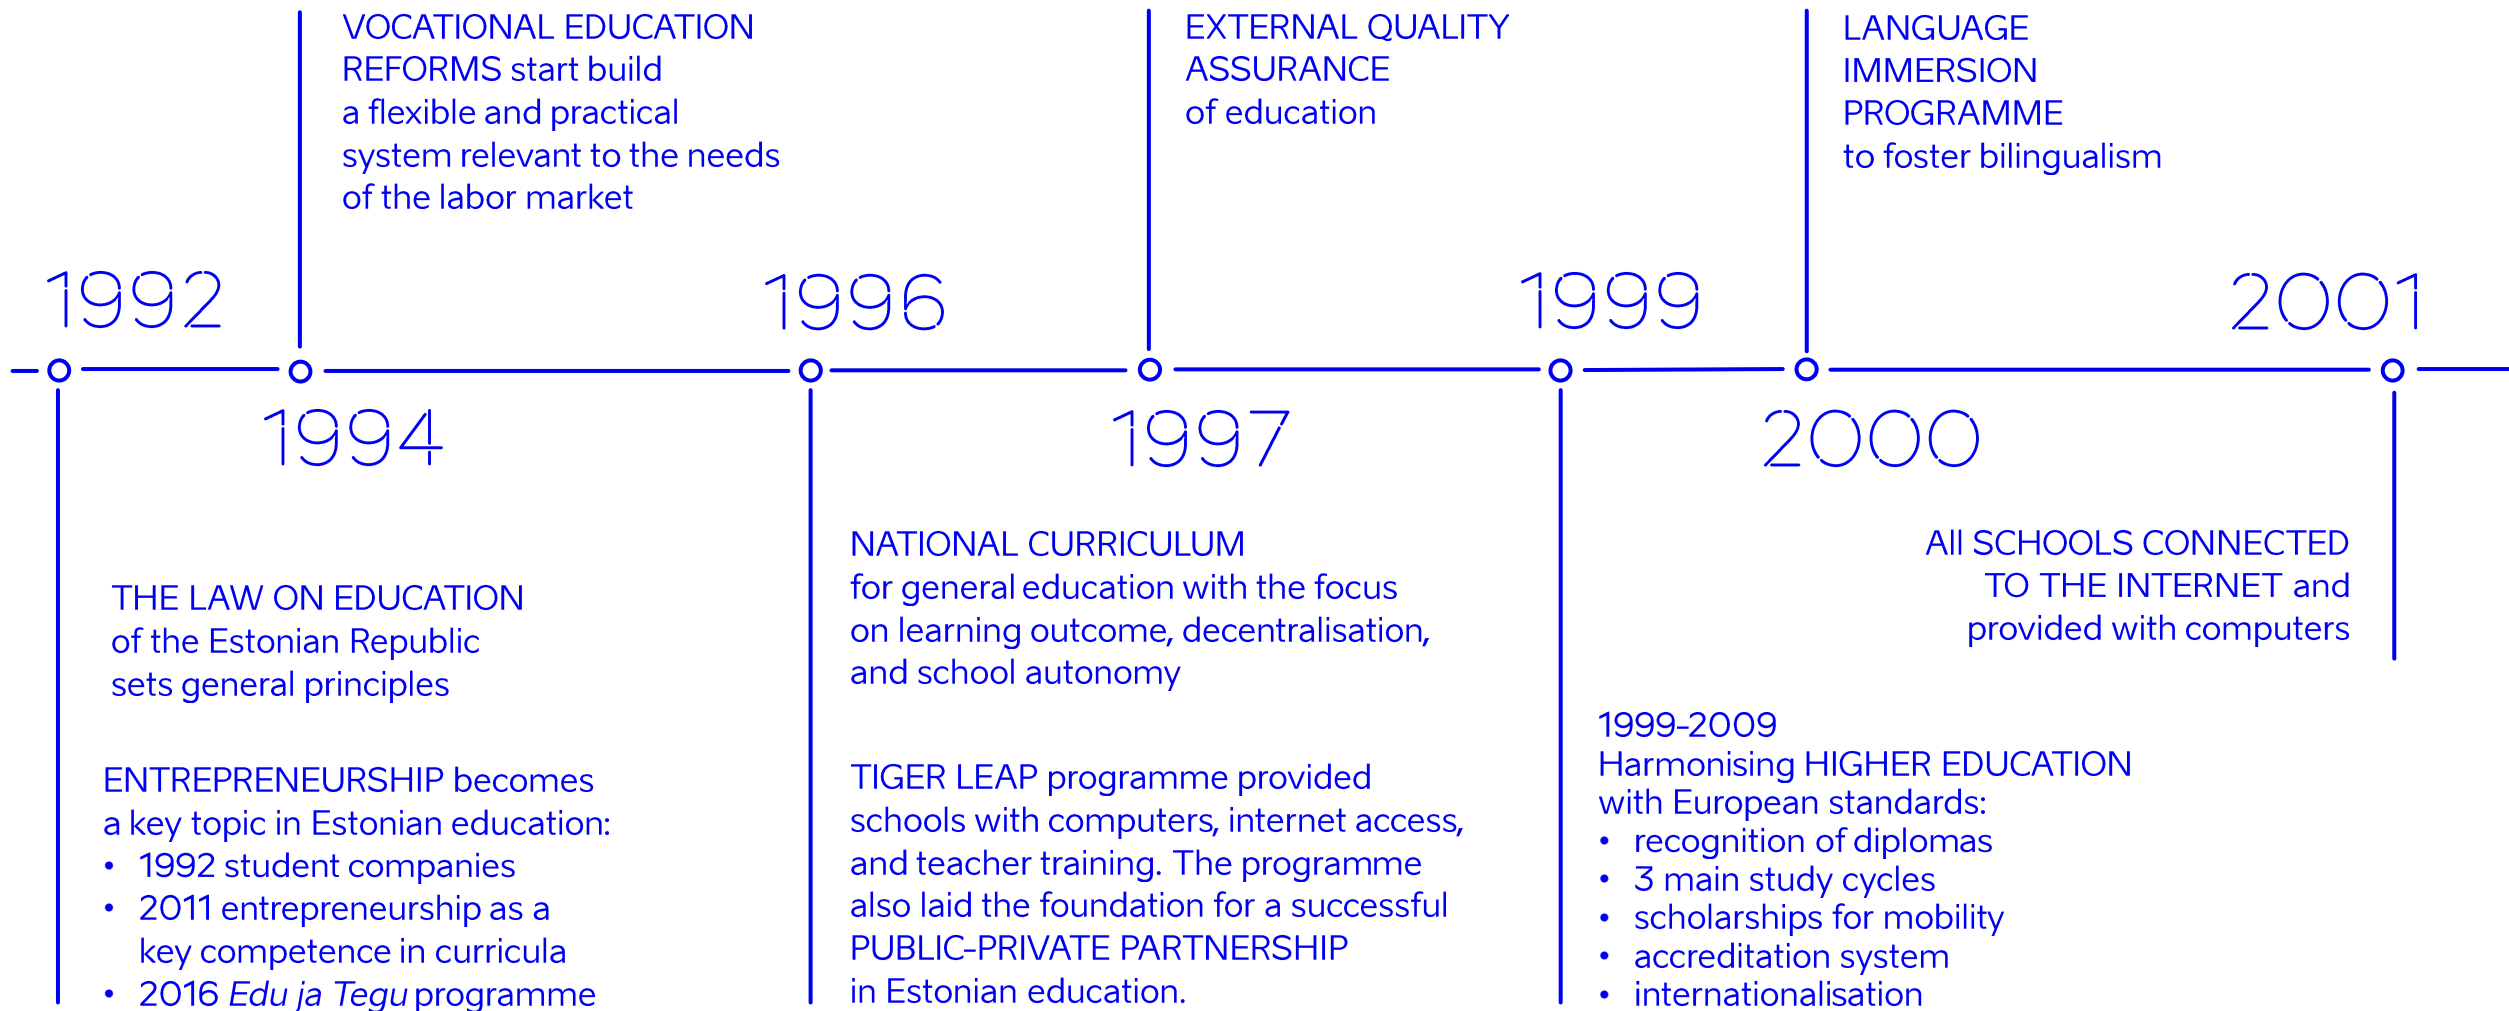 1992
THE LAW ON EDUCATION
of the Estonian Republic
sets general principles
ENTREPRENEURSHIP becomes
a key topic in Estonian education:
• 1992 student companies
• 2011 entrepreneurship as a
key competence in curricula
• 2016 Edu ja Tegu programme
1994
VOCATIONAL EDUCATION
REFORMS start build
a flexible and practical
system relevant to the needs
of the labor market
1996
NATIONAL CURRICULUM
for general education with the focus
on learning outcome, decentralisation,
and school autonomy
TIGER LEAP programme provided
schools with computers, internet access,
and teacher training. The programme
also laid the foundation for a successful
PUBLIC-PRIVATE PARTNERSHIP
in Estonian education.
1997
EXTERNAL QUALITY
ASSURANCE
of education
1999
1999-2009
Harmonising HIGHER EDUCATION
with European standards:
• recognition of diplomas
• 3 main study cycles
• scholarships for mobility
• accreditation system
• internationalisation
2000
LANGUAGE
IMMERSION
PROGRAMME
to foster bilingualism
2001
All SCHOOLS CONNECTED
TO THE INTERNET and
provided with computers